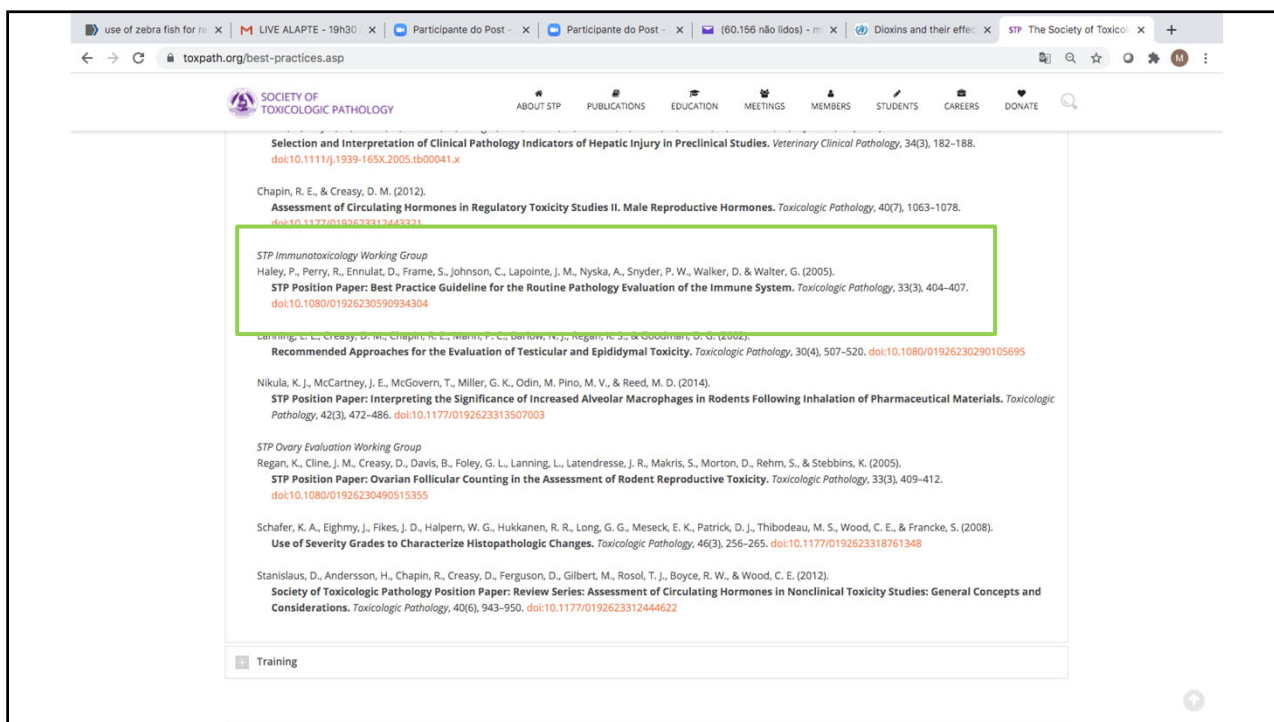 use of zebra fish for re
LIVE ALAPTE - 19h30
Participante do Post -
Participante do Post -
(60.156 não lidos) - m
Dioxins and their effec
STP The Society of Toxicol
toxpath.org/best-practices.asp
M
SOCIETY OF
TOXICOLOGIC PATHOLOGY
ABOUT STP
PUBLICATIONS
EDUCATION
MEETINGS
MEMBERS
STUDENTS
CAREERS
DONATE
Selection and Interpretation of Clinical Pathology Indicators of Hepatic Injury in Preclinical Studies. Veterinary Clinical Pathology, 34(3), 182–188.
doi:10.1111/j.1939-165X.2005.tb00041.x
Chapin, R. E., & Creasy, D. M. (2012).
Assessment of Circulating Hormones in Regulatory Toxicity Studies II. Male Reproductive Hormones. Toxicologic Pathology, 40(7), 1063–1078.
doi:10.1177/0192623312443321
STP Immunotoxicology Working Group
Haley, P., Perry, R., Ennulat, D., Frame, S., Johnson, C., Lapointe, J. M., Nyska, A., Snyder, P. W., Walker, D. & Walter, G. (2005).
STP Position Paper: Best Practice Guideline for the Routine Pathology Evaluation of the Immune System. Toxicologic Pathology, 33(3), 404–407.
doi:10.1080/01926230590934304
Lanning, L. L., Creasy, D. M., Chapin, R. E., Mann, P. C., Barlow, N. J., Regan, K. S., & Goodman, D. G. (2002).
Recommended Approaches for the Evaluation of Testicular and Epididymal Toxicity. Toxicologic Pathology, 30(4), 507–520. doi:10.1080/01926230290105695
Nikula, K. J., McCartney, J. E., McGovern, T., Miller, G. K., Odin, M. Pino, M. V., & Reed, M. D. (2014).
STP Position Paper: Interpreting the Significance of Increased Alveolar Macrophages in Rodents Following Inhalation of Pharmaceutical Materials. Toxicologic
Pathology, 42(3), 472–486. doi:10.1177/0192623313507003
STP Ovary Evaluation Working Group
Regan, K., Cline, J. M., Creasy, D., Davis, B., Foley, G. L., Lanning, L., Latendresse, J. R., Makris, S., Morton, D., Rehm, S., & Stebbins, K. (2005).
STP Position Paper: Ovarian Follicular Counting in the Assessment of Rodent Reproductive Toxicity. Toxicologic Pathology, 33(3), 409–412.
doi:10.1080/01926230490515355
Schafer, K. A., Eighmy, J., Fikes, J. D., Halpern, W. G., Hukkanen, R. R., Long, G. G., Meseck, E. K., Patrick, D. J., Thibodeau, M. S., Wood, C. E., & Francke, S. (2008).
Use of Severity Grades to Characterize Histopathologic Changes. Toxicologic Pathology, 46(3), 256–265. doi:10.1177/0192623318761348
Stanislaus, D., Andersson, H., Chapin, R., Creasy, D., Ferguson, D., Gilbert, M., Rosol, T. J., Boyce, R. W., & Wood, C. E. (2012).
Society of Toxicologic Pathology Position Paper: Review Series: Assessment of Circulating Hormones in Nonclinical Toxicity Studies: General Concepts and
Considerations. Toxicologic Pathology, 40(6), 943–950. doi:10.1177/0192623312444622
Training